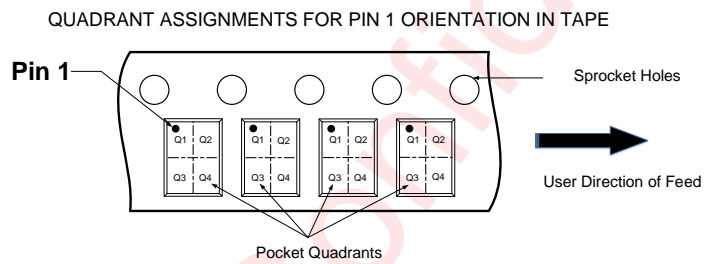 QUADRANT ASSIGNMENTS FOR PIN 1 ORIENTATION IN TAPE
Pin 1
Sprocket Holes
Q1 Q2 Q1 Q2 Q1 Q2 Q1 Q2
Q3 Q4 Q3 Q4 Q3 Q4 Q3 Q4
User Direction of Feed
Pocket Quadrants